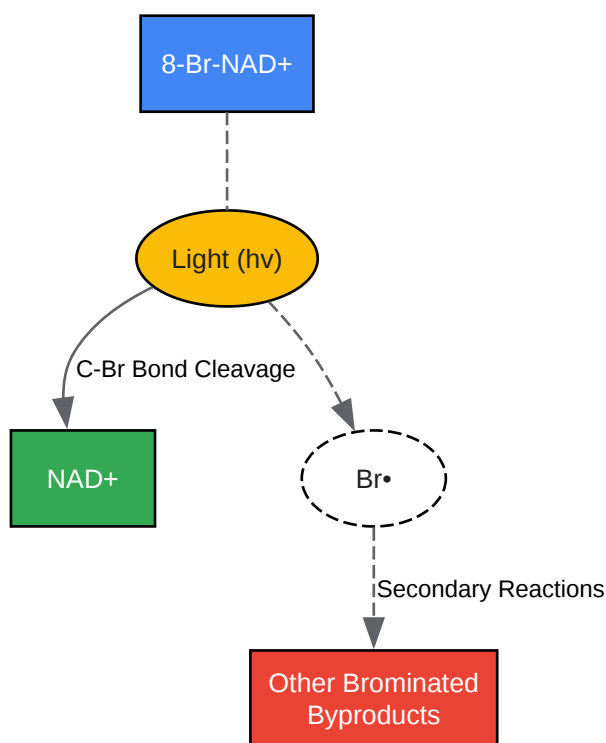 8-Br-NAD+
Light (hv)
C-Br Bond Cleavage
NAD+
Br•
Secondary Reactions
Other Brominated
Byproducts